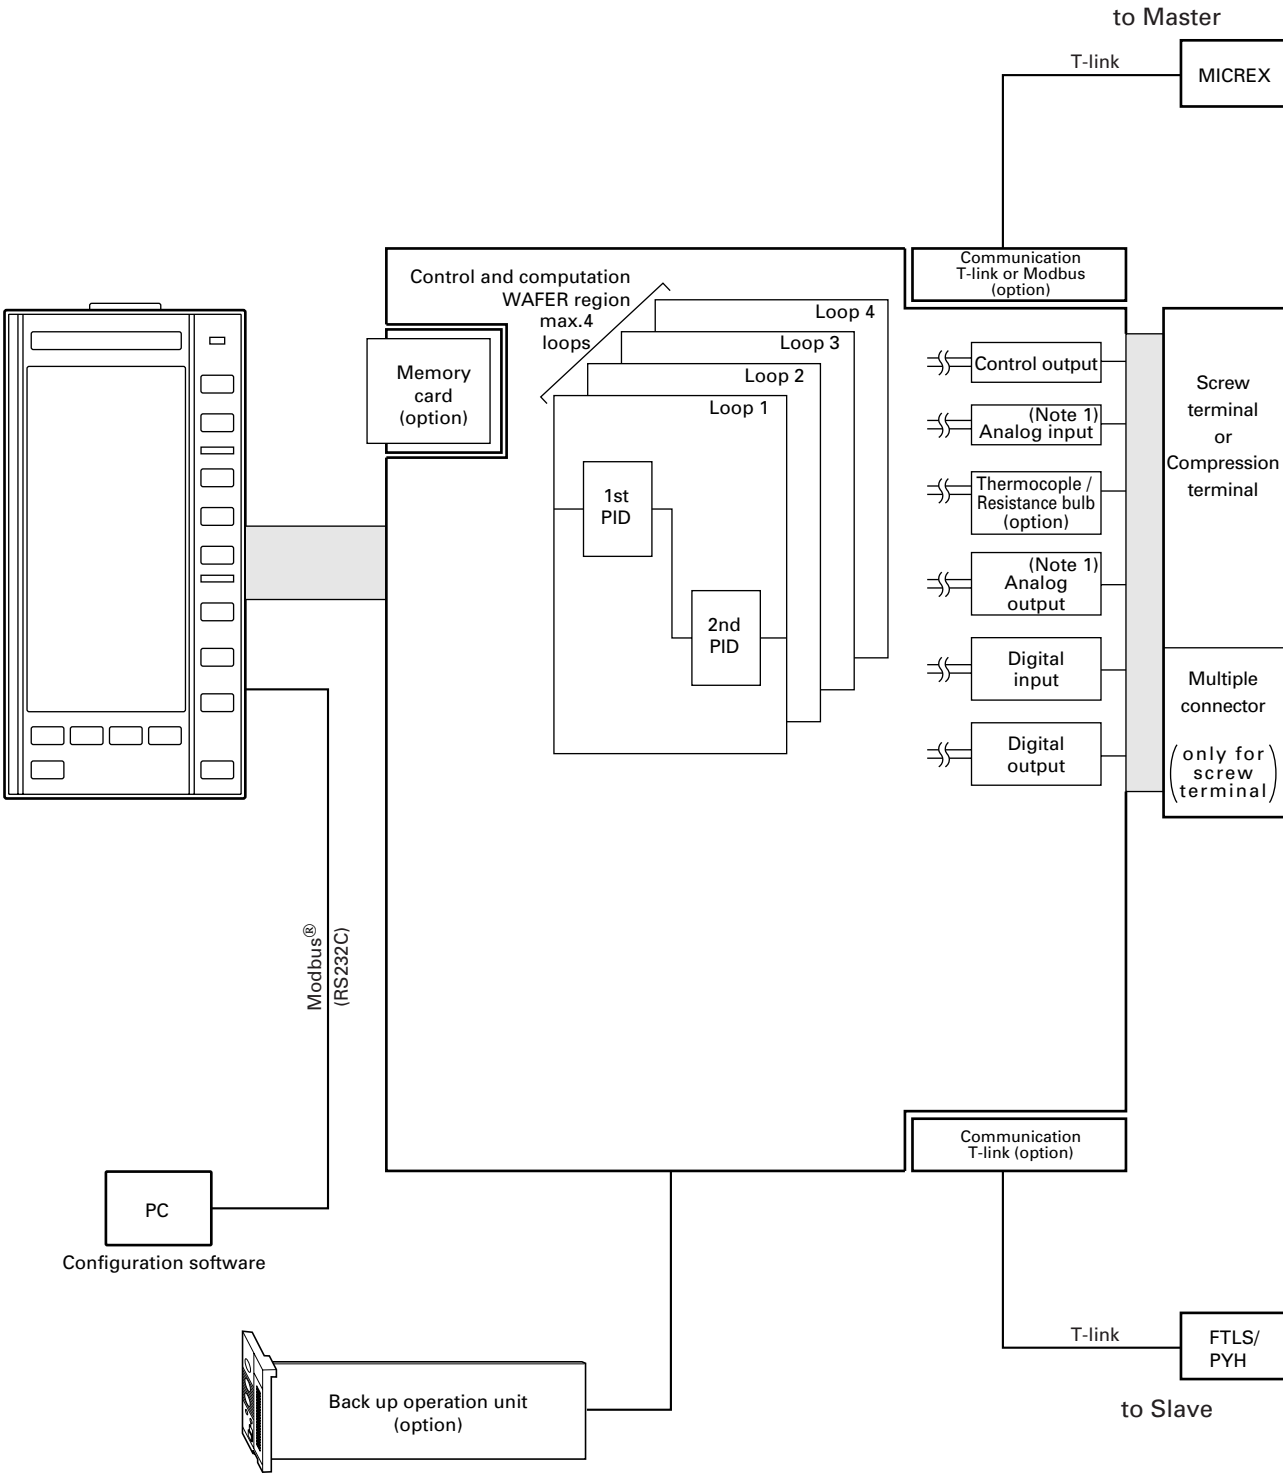 to Master
T-link
MICREX
Communication
T-link or Modbus
(option)
Control and computation
WAFER region
max.4
loops
Loop 4
Loop 3
Loop 2
Loop 1
Memory
card
(option)
1st
PID
2nd
PID
Control output
(Note 1)
Analog input
Thermocople /
Resistance bulb
(option)
(Note 1)
Analog
output
Digital
input
Digital
output
Screw
terminal
or
Compression
terminal
Multiple
connector
(only for
screw
terminal)
Modbus®
(RS232C)
Communication
T-link (option)
PC
Configuration software
T-link
FTLS/
PYH
to Slave
Back up operation unit
(option)